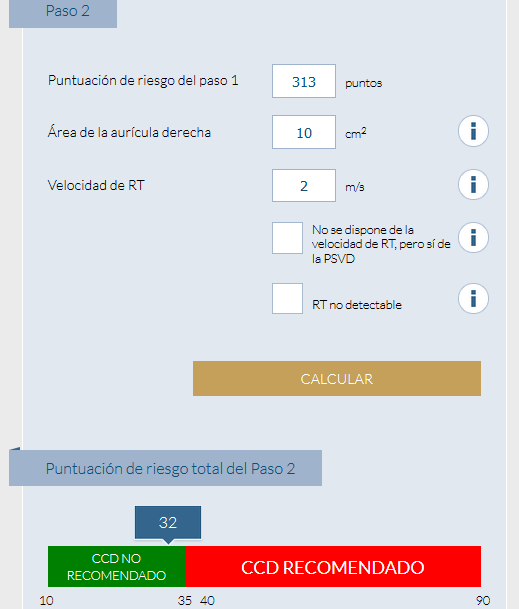 Paso 2
Puntuación de riesgo del paso 1 313 puntos
Área de la aurícula derecha 10 cm² i
Velocidad de RT 2 m/s i
No se dispone de la
velocidad de RT, pero sí de
la PSVD
i
RT no detectable i
CALCULAR
Puntuación de riesgo total del Paso 2
32
CCD NO
RECOMENDADO
CCD RECOMENDADO
10 35 40 90